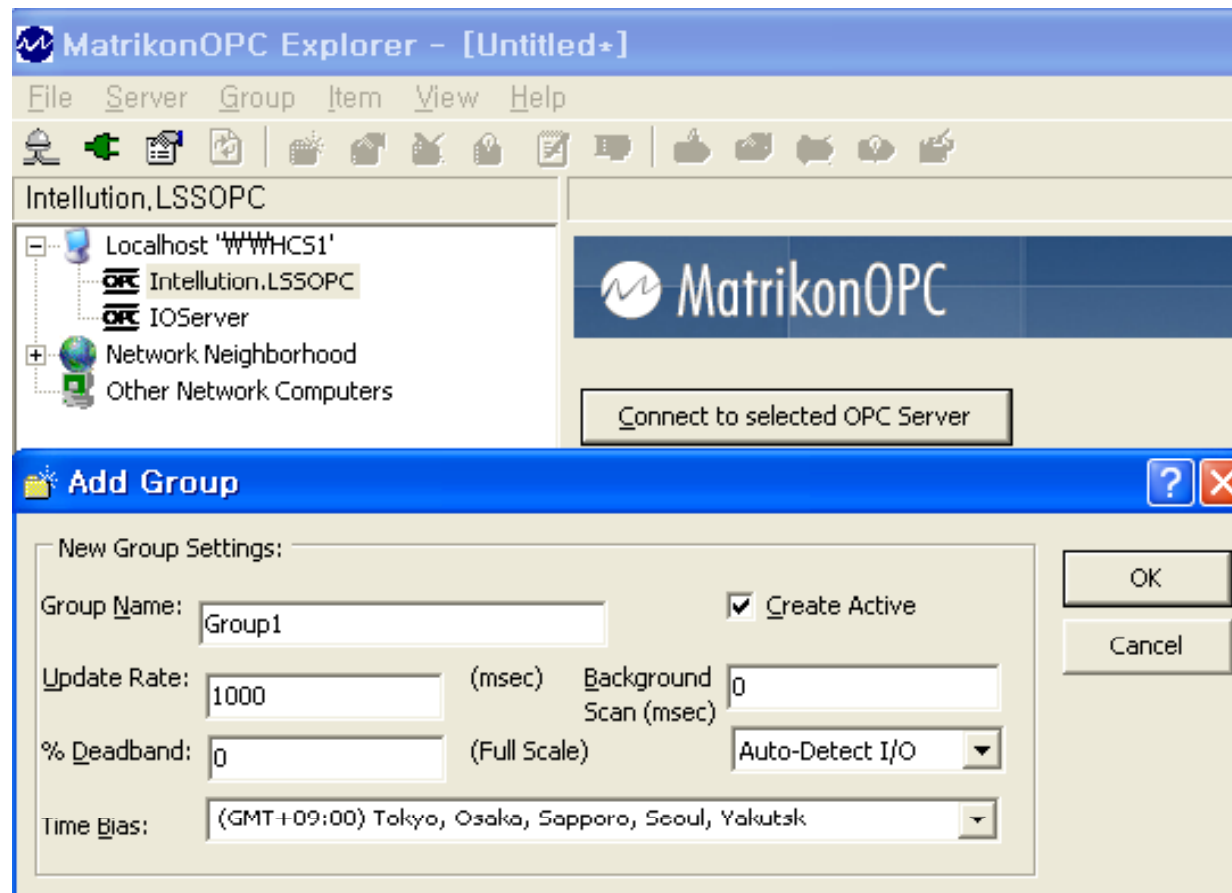 MatrikonOPC Explorer - [Untitled*]
File Server Group Item View Help
Intellution.LSSOPC
Localhost '₩₩HCS1'
Intellution.LSSOPC
IOServer
Network Neighborhood
Other Network Computers
MatrikonOPC
Connect to selected OPC Server
Add Group
New Group Settings:
Group Name: Group1 Create Active
OK
Cancel
Update Rate: 1000 (msec) Background Scan (msec) 0
% Deadband: 0 (Full Scale) Auto-Detect I/O
Time Bias: (GMT+09:00) Tokyo, Osaka, Sapporo, Seoul, Yakutsk